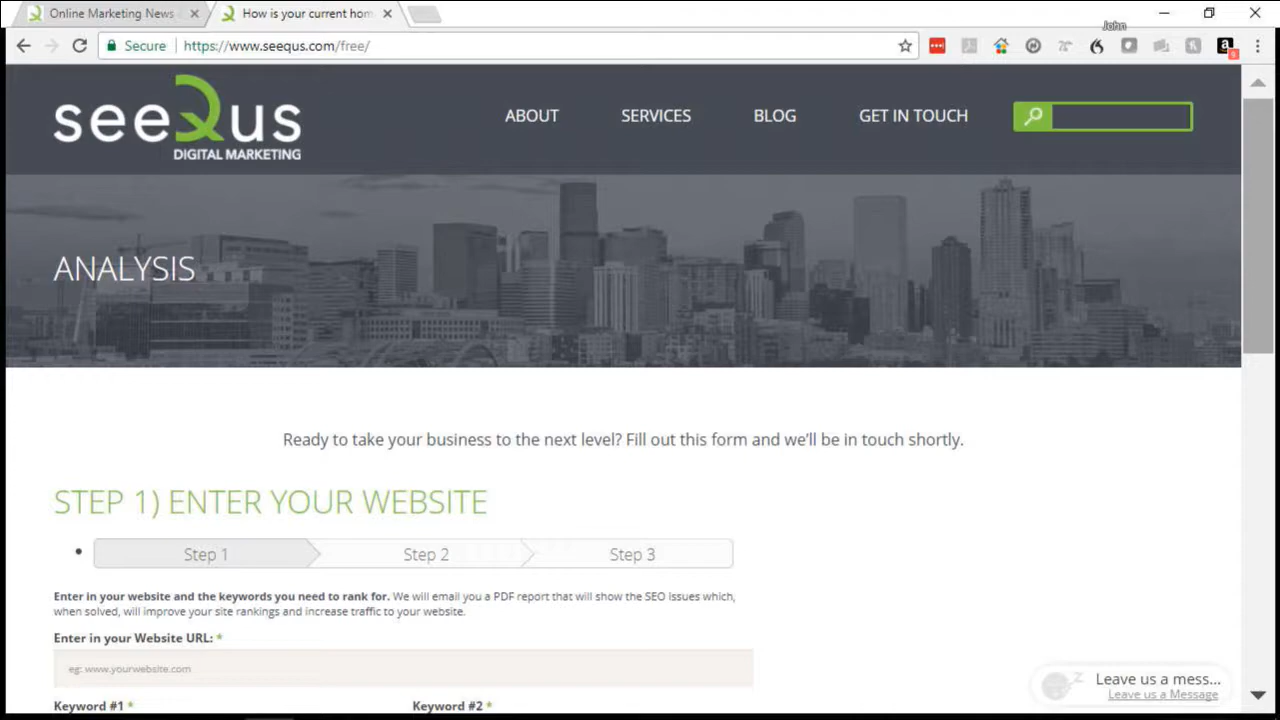 Online Marketing News
How is your current hom
John
Secure
https://www.seequs.com/free/
seeQus
DIGITAL MARKETING
ABOUT
SERVICES
BLOG
GET IN TOUCH
ANALYSIS
Ready to take your business to the next level? Fill out this form and we'll be in touch shortly.
STEP 1) ENTER YOUR WEBSITE
Step 1
Step 2
Step 3
Enter in your website and the keywords you need to rank for. We will email you a PDF report that will show the SEO issues which,
when solved, will improve your site rankings and increase traffic to your website.
Enter in your Website URL: *
eg: www.yourwebsite.com
Keyword #1 *
Keyword #2 *
Leave us a mess...
Leave us a Message